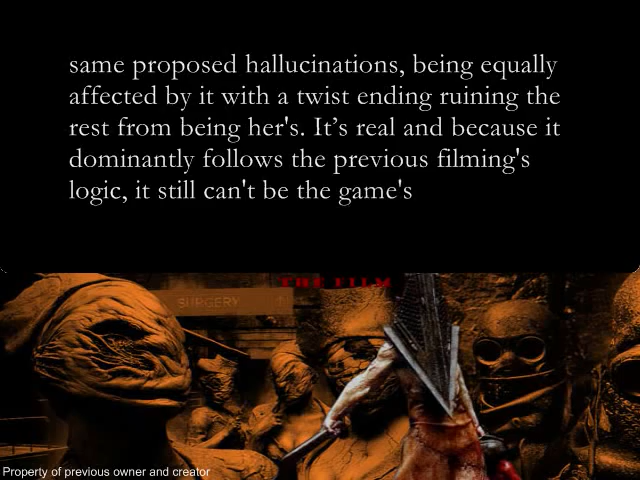 same proposed hallucinations, being equally
affected by it with a twist ending ruining the
rest from being her's. It’s real and because it
dominantly follows the previous filming's
logic, it still can't be the game's
THE FILM
SURGERY
Property of previous owner and creator